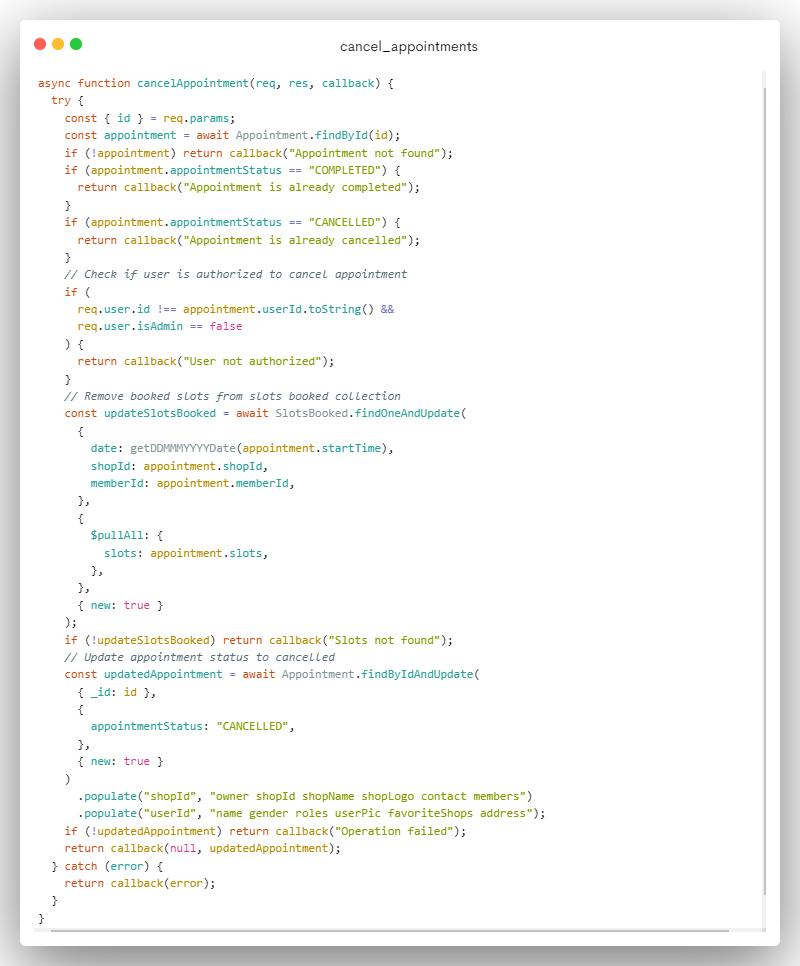 cancel_appointments
async function cancelAppointment(req, res, callback) {
  try {
    const { id } = req.params;
    const appointment = await Appointment.findById(id);
    if (!appointment) return callback("Appointment not found");
    if (appointment.appointmentStatus == "COMPLETED") {
      return callback("Appointment is already completed");
    }
    if (appointment.appointmentStatus == "CANCELLED") {
      return callback("Appointment is already cancelled");
    }
    // Check if user is authorized to cancel appointment
    if (
      req.user.id !== appointment.userId.toString() &&
      req.user.isAdmin == false
    ) {
      return callback("User not authorized");
    }
    // Remove booked slots from slots booked collection
    const updateSlotsBooked = await SlotsBooked.findOneAndUpdate(
      {
        date: getDDMMMYYYYDate(appointment.startTime),
        shopId: appointment.shopId,
        memberId: appointment.memberId,
      },
      {
        $pullAll: {
          slots: appointment.slots,
        },
      },
      { new: true }
    );
    if (!updateSlotsBooked) return callback("Slots not found");
    // Update appointment status to cancelled
    const updatedAppointment = await Appointment.findByIdAndUpdate(
      { _id: id },
      {
        appointmentStatus: "CANCELLED",
      },
      { new: true }
    )
      .populate("shopId", "owner shopId shopName shopLogo contact members")
      .populate("userId", "name gender roles userPic favoriteShops address");
    if (!updatedAppointment) return callback("Operation failed");
    return callback(null, updatedAppointment);
  } catch (error) {
    return callback(error);
  }
}